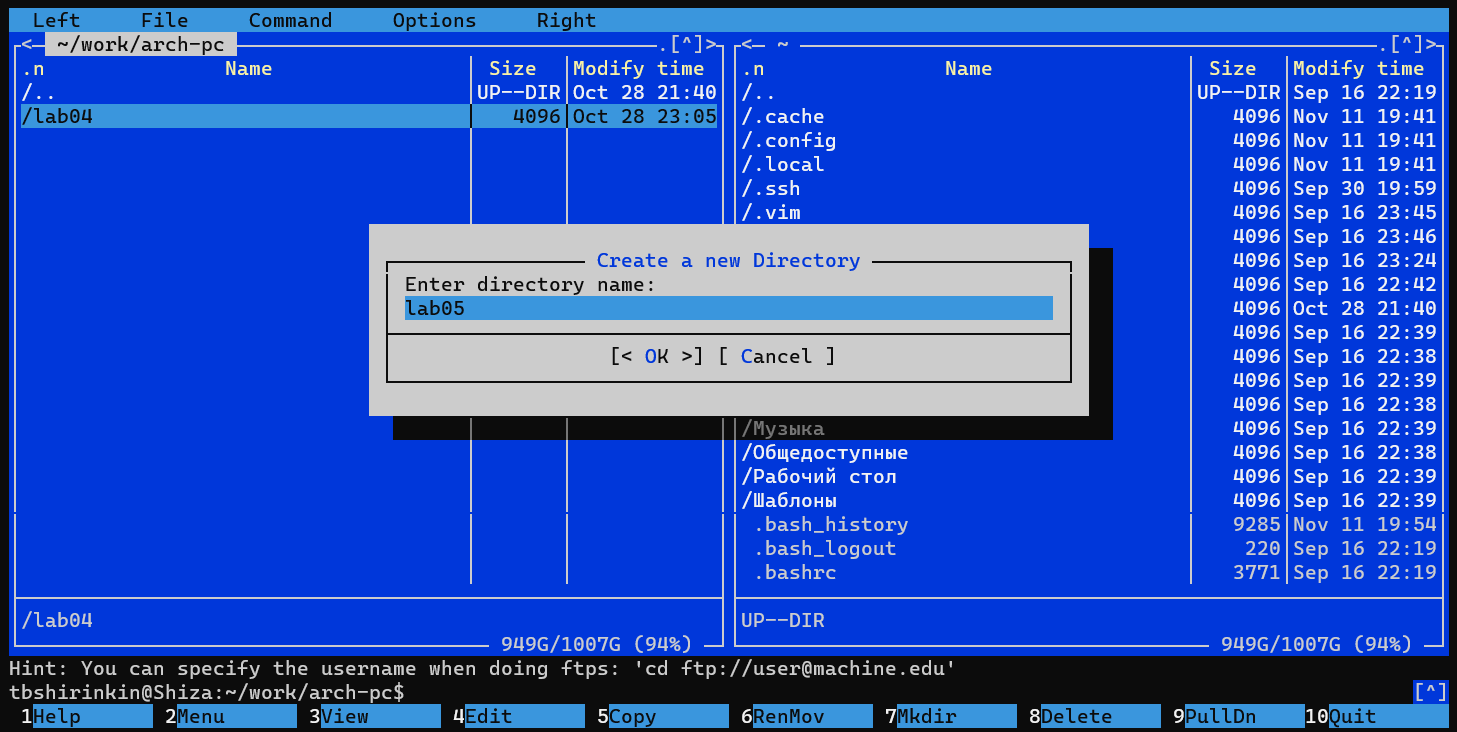 Left File Command Options Right
<─ ~/work/arch-pc .[^]> <─ ~ .[^]>
.n Name Size Modify time .n Name Size Modify time
/.. UP--DIR Oct 28 21:40 /.. UP--DIR Sep 16 22:19
/lab04 4096 Oct 28 23:05 /.cache 4096 Nov 11 19:41
/.config 4096 Nov 11 19:41
/.local 4096 Nov 11 19:41
/.ssh 4096 Sep 30 19:59
/.vim 4096 Sep 16 23:45
4096 Sep 16 23:46
Create a new Directory 4096 Sep 16 23:24
Enter directory name: 4096 Sep 16 22:42
lab05 4096 Oct 28 21:40
4096 Sep 16 22:39
[< OK >] [ Cancel ] 4096 Sep 16 22:38
4096 Sep 16 22:39
4096 Sep 16 22:38
/Музыка 4096 Sep 16 22:39
/Общедоступные 4096 Sep 16 22:38
/Рабочий стол 4096 Sep 16 22:39
/Шаблоны 4096 Sep 16 22:39
.bash_history 9285 Nov 11 19:54
.bash_logout 220 Sep 16 22:19
.bashrc 3771 Sep 16 22:19
/lab04 UP--DIR
949G/1007G (94%) 949G/1007G (94%)
Hint: You can specify the username when doing ftps: 'cd ftp://user@machine.edu'
tbshirinkin@Shiza:~/work/arch-pc$ [^]
1Help 2Menu 3View 4Edit 5Copy 6RenMov 7Mkdir 8Delete 9PullDn 10Quit